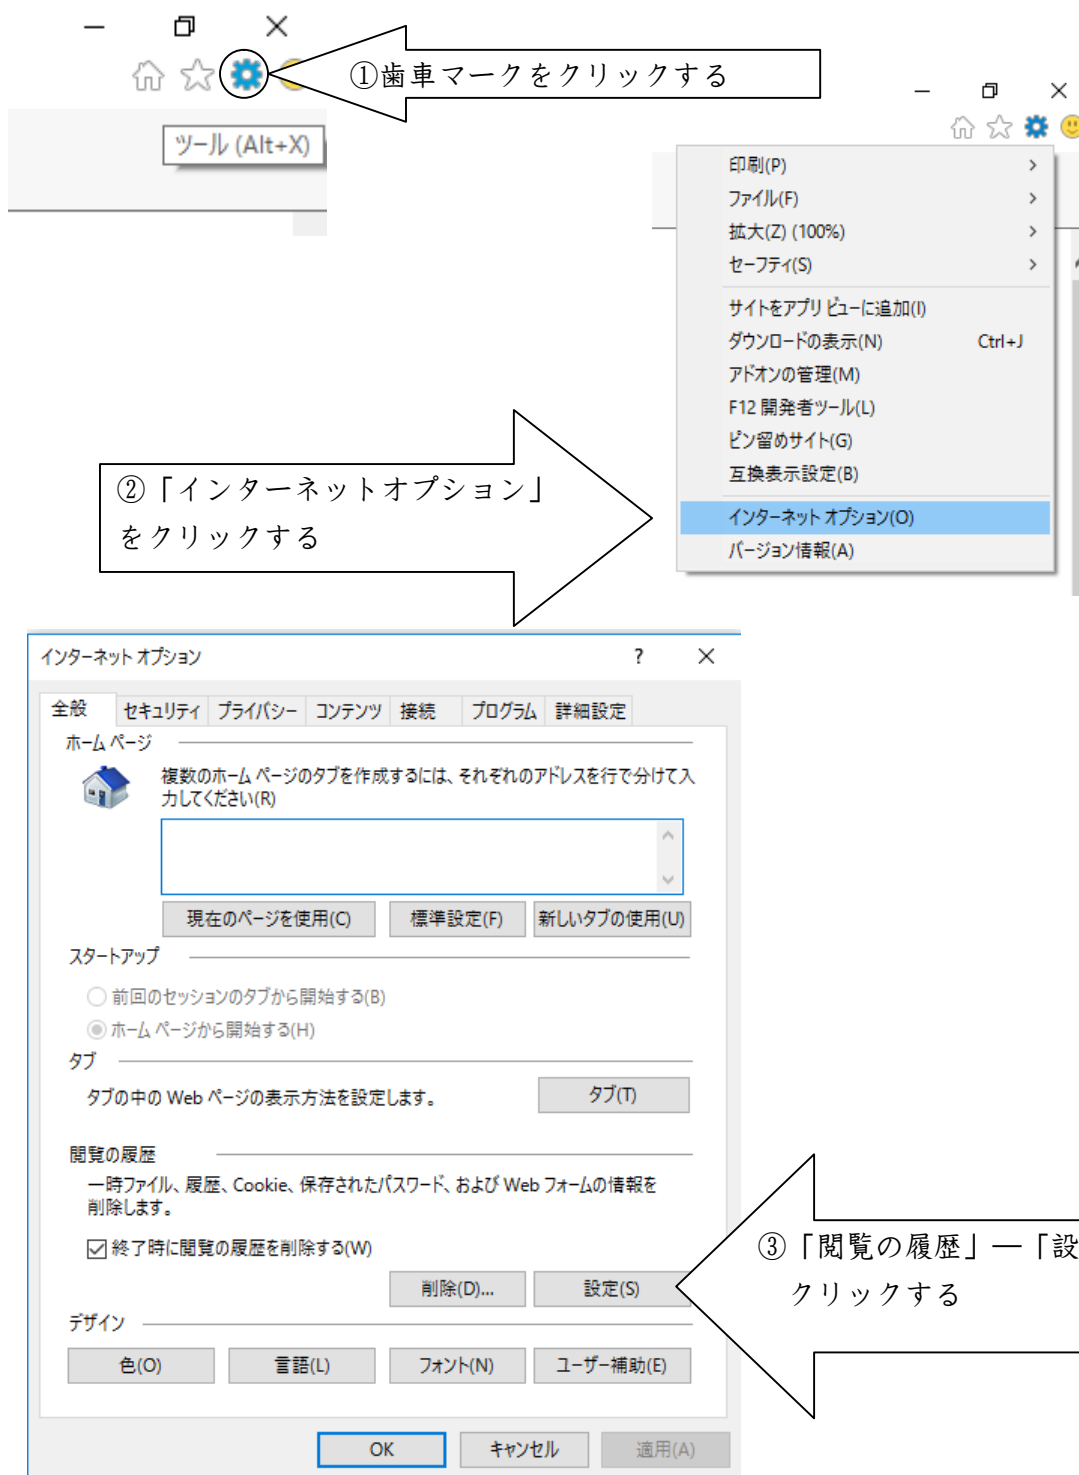 ①歯車マークをクリックする
ツール (Alt+X)
印刷(P)
ファイル(F)
拡大(Z) (100%)
セーフティ(S)
サイトをアプリ ビューに追加(I)
ダウンロードの表示(N) Ctrl+J
アドオンの管理(M)
F12 開発者ツール(L)
ピン留めサイト(G)
互換表示設定(B)
インターネット オプション(O)
バージョン情報(A)
②「インターネットオプション」
をクリックする
インターネット オプション ?
全般 セキュリティ プライバシー コンテンツ 接続 プログラム 詳細設定
ホーム ページ
複数のホーム ページのタブを作成するには、それぞれのアドレスを行で分けて入
力してください(R)
現在のページを使用(C) 標準設定(F) 新しいタブの使用(U)
スタートアップ
前回のセッションのタブから開始する(B)
ホーム ページから開始する(H)
タブ
タブの中の Web ページの表示方法を設定します。 タブ(T)
閲覧の履歴
一時ファイル、履歴、Cookie、保存されたパスワード、および Web フォームの情報を
削除します。
終了時に閲覧の履歴を削除する(W)
削除(D)... 設定(S)
③「閲覧の履歴」―「設
クリックする
デザイン
色(O) 言語(L) フォント(N) ユーザー補助(E)
OK キャンセル 適用(A)